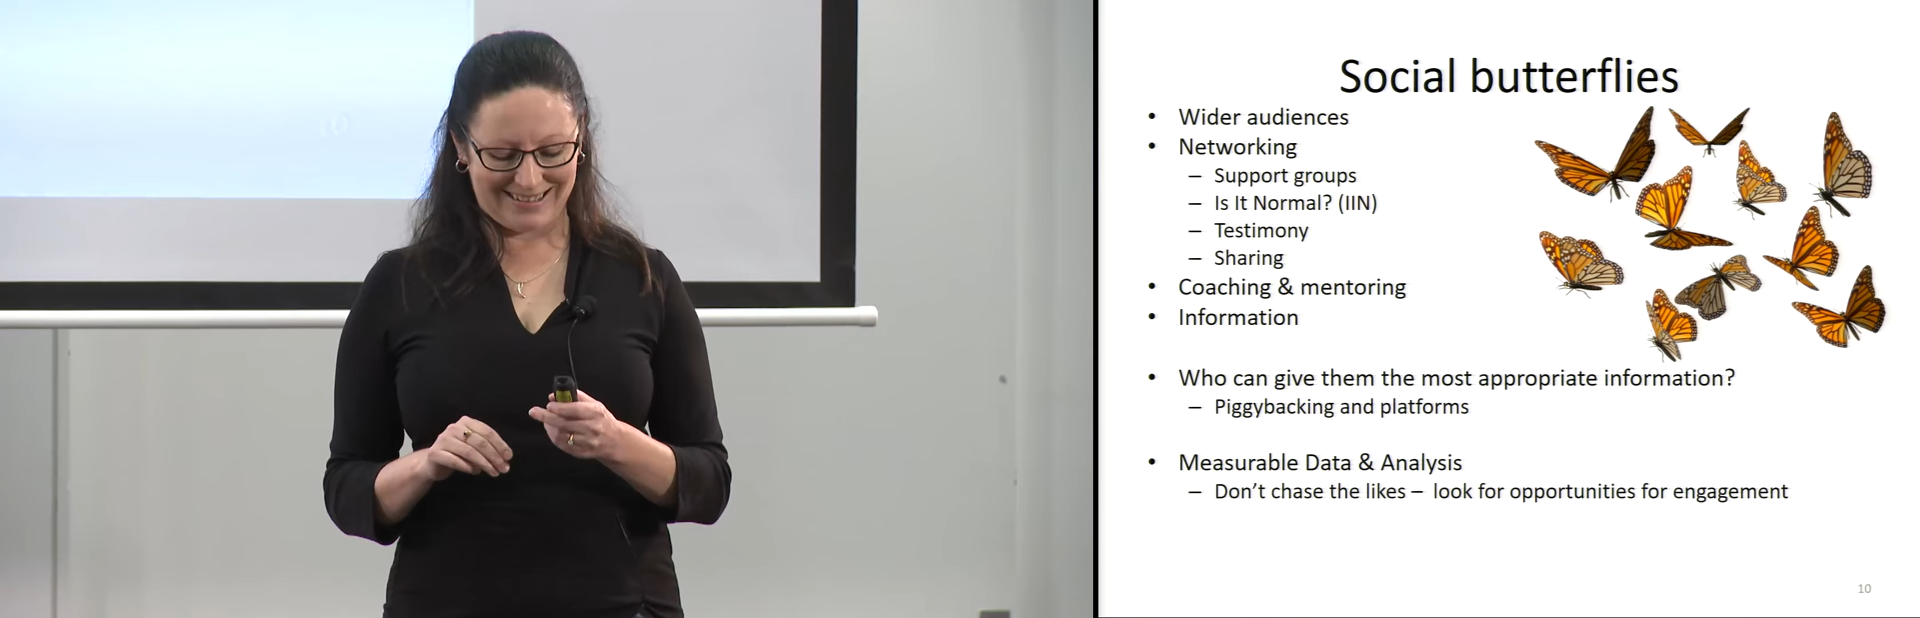 Social butterflies
• Wider audiences
• Networking
– Support groups
– Is It Normal? (IIN)
– Testimony
– Sharing
• Coaching & mentoring
• Information
• Who can give them the most appropriate information?
– Piggybacking and platforms
• Measurable Data & Analysis
– Don’t chase the likes – look for opportunities for engagement
10